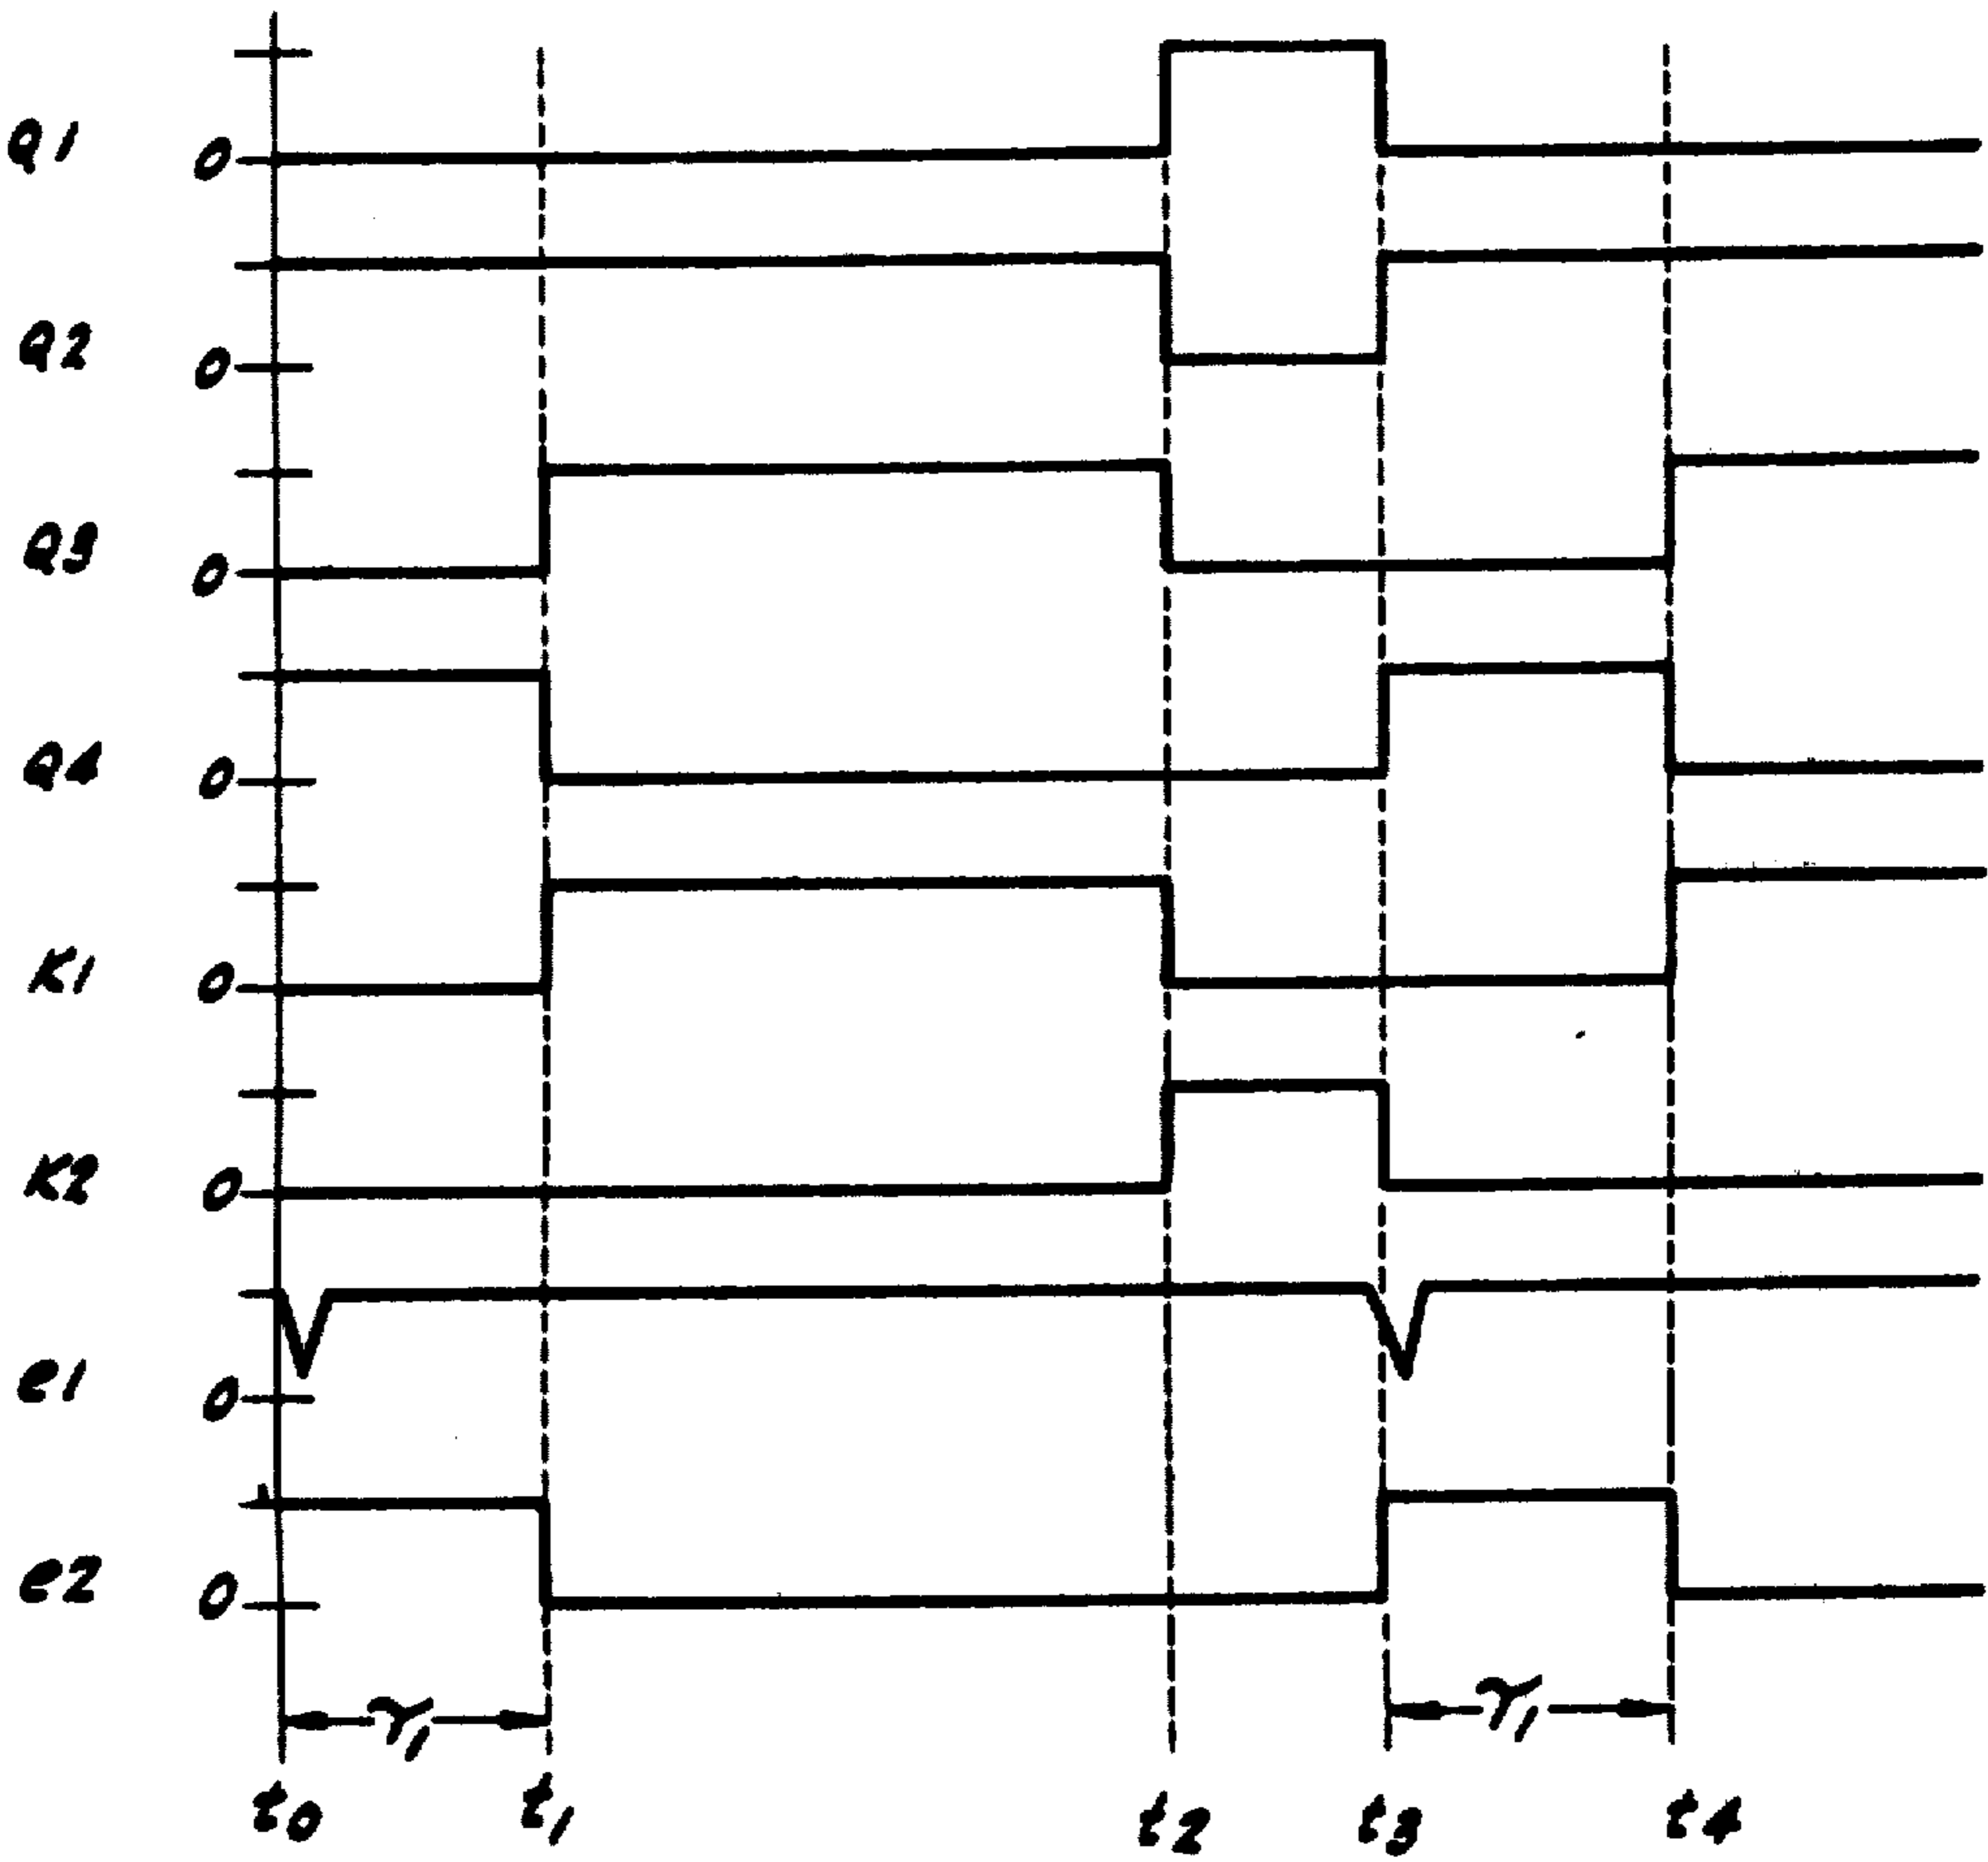 Q1 0
Q2 0
Q3 0
Q4 0
K1 0
K2 0
e1 0
e2 0
τ₁ τ₁
t₀ t₁ t₂ t₃ t₄